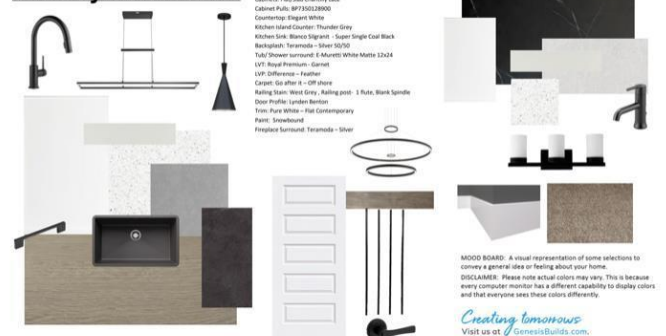 Cabinet Pulls: BP7350128900
Countertop: Elegant White
Kitchen Island Counter: Thunder Grey
Kitchen Sink: Blanco Silgranit - Super Single Coal Black
Backsplash: Teramoda – Silver 50/50
Tub/ Shower surround: E-Muretti White Matte 12x24
LVT: Royal Premium - Garnet
LVP: Difference – Feather
Carpet: Go after it – Off shore
Railing Stain: West Grey , Railing post- 1 flute, Blank Spindle
Door Profile: Lynden Benton
Trim: Pure White – Flat Contemporary
Paint: Snowbound
Fireplace Surround: Teramoda – Silver
MOOD BOARD: A visual representation of some selections to
convey a general idea or feeling about your home.
DISCLAIMER: Please note actual colors may vary. This is because
every computer monitor has a different capability to display colors
and that everyone sees these colors differently.
Creating tomorrows
Visit us at GenesisBuilds.com.